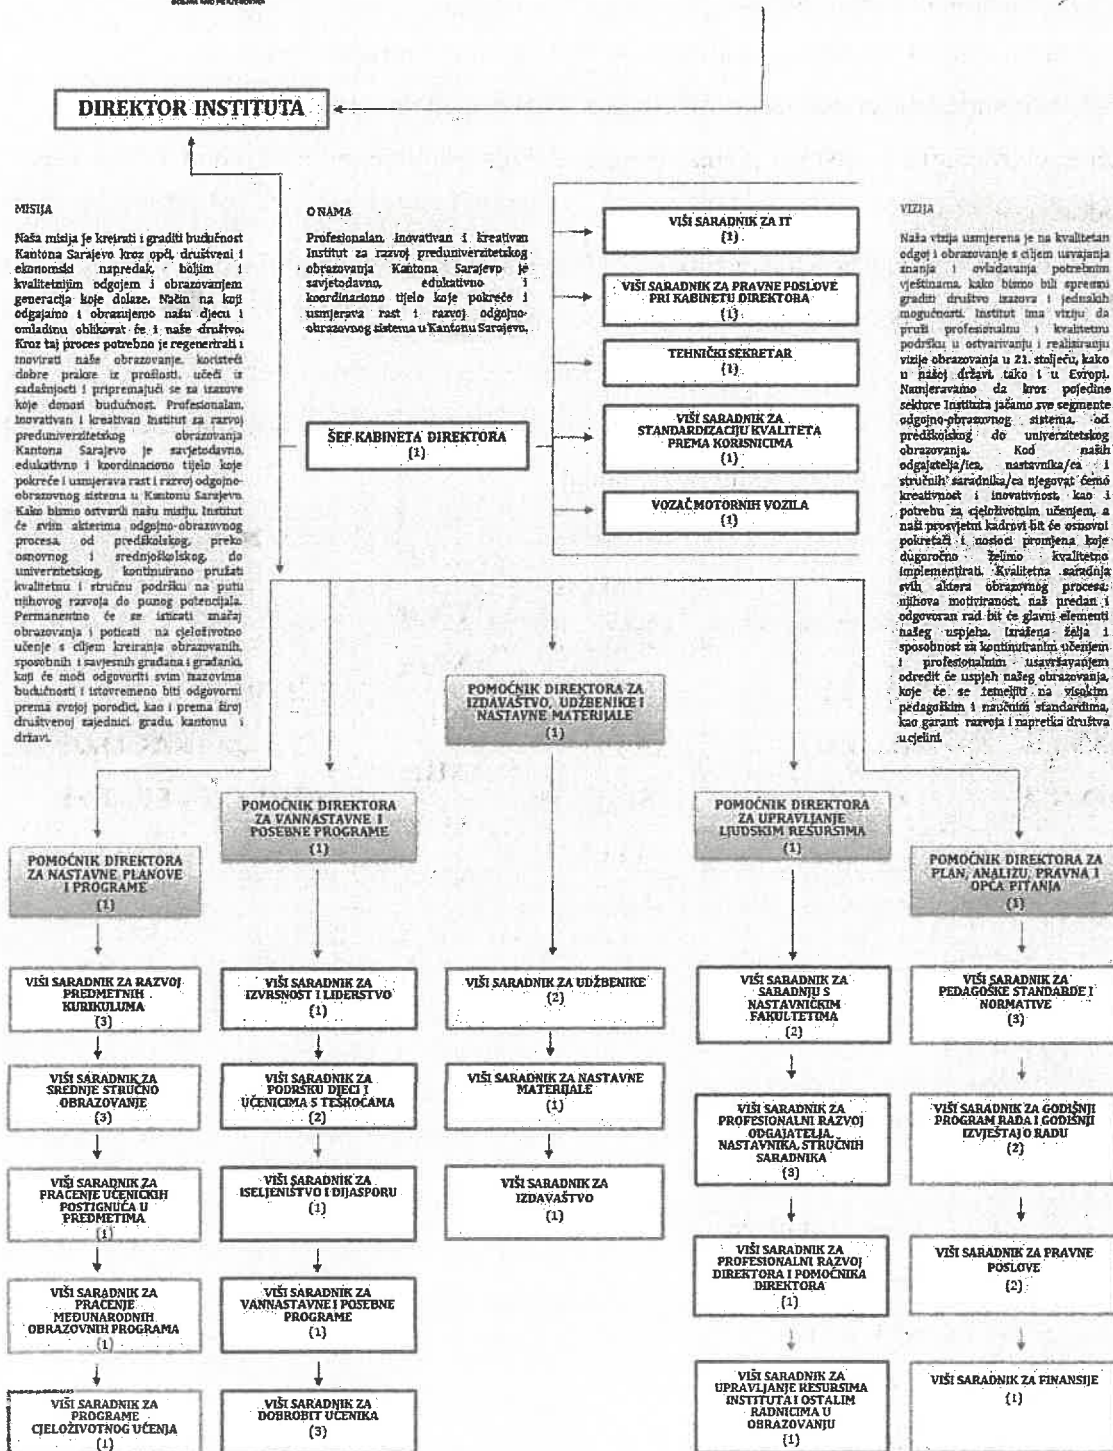 BOSNIA AND HERZEGOVINA
DIREKTOR INSTITUTA
MISIJA
Naša misija je kreirati i graditi budućnost
Kantona Sarajevo kroz opći, društveni i
ekonomski napredak, boljim i
kvalitetnijim odgojem i obrazovanjem
generacija koje dolaze. Način na koji
odgajamo i obrazujemo našu djecu i
omladinu oblikovat će i naše društvo.
Kroz taj proces potrebno je regenerirati i
inovirati naše obrazovanje, koristeći
dobre prakse iz prošlosti, učeći iz
sadašnjosti i pripremajući se za izazove
koje donosi budućnost. Profesionalan,
inovativan i kreativan Institut za razvoj
preduniverzitetskog obrazovanja
Kantona Sarajevo je savjetodavno,
edukativno i koordinaciono tijelo koje
pokreće i usmjerava rast i razvoj odgojno-
obrazovnog sistema u Kantonu Sarajevo.
Kako bismo ostvarili našu misiju, Institut
će svim akterima odgojno-obrazovnog
procesa, od predškolskog, preko
osnovnog i srednjoškolskog, do
univerzitetskog, kontinuirano pružati
kvalitetnu i stručnu podršku na putu
njihovog razvoja do punog potencijala.
Permanentno će se isticati značaj
obrazovanja i poticati na cjeloživotno
učenje s ciljem kreiranja obrazovanih,
sposobnih i savjesnih građana i građanki,
koji će moći odgovoriti svim izazovima
budućnosti i istovremeno biti odgovorni
prema svojoj porodici, kao i prema široj
društvenoj zajednici gradu, kantonu i
državi.
O NAMA
Profesionalan, inovativan i kreativan
Institut za razvoj preduniverzitetskog
obrazovanja Kantona Sarajevo je
savjetodavno, edukativno i
koordinaciono tijelo koje pokreće i
usmjerava rast i razvoj odgojno-
obrazovnog sistema u Kantonu Sarajevo.
ŠEF KABINETA DIREKTORA
(1)
VIŠI SARADNIK ZA IT
(1)
VIŠI SARADNIK ZA PRAVNE POSLOVE
PRI KABINETU DIREKTORA
(1)
TEHNIČKI SEKRETAR
(1)
VIŠI SARADNIK ZA
STANDARDIZACIJU KVALITETA
PREMA KORISNICIMA
(1)
VOZAČ MOTORNIH VOZILA
(1)
VIZIJA
Naša vizija usmjerena je na kvalitetan
odgoj i obrazovanje s ciljem usvajanja
znanja i ovladavanja potrebnim
vještinama, kako bismo bili spremni
graditi društvo izazova i jednakih
mogućnosti. Institut ima viziju da
pruži profesionalnu i kvalitetnu
podršku u ostvarivanju i realiziranju
vizije obrazovanja u 21. stoljeću, kako
u našoj državi, tako i u Evropi.
Namjeravamo da kroz pojedine
sektore Instituta jačamo sve segmente
odgojno-obrazovnog sistema, od
predškolskog do univerzitetskog
obrazovanja. Kod naših
odgajatelja/ica, nastavnika/ca i
stručnih saradnika/ca njegovat ćemo
kreativnost i inovativnost, kao i
potrebu za cjeloživotnim učenjem, a
naši prosvjetni kadrovi bit će osnovni
pokretači i nosioci promjena koje
dugoročno želimo kvalitetno
implementirati. Kvalitetna saradnja
svih aktera obrazovnog procesa,
njihova motiviranost, naš predan i
odgovoran rad bit će glavni elementi
našeg uspjeha. Izražena želja i
sposobnost za kontinuiranim učenjem
i profesionalnim usavršavanjem
odredit će uspjeh našeg obrazovanja,
koje će se temeljiti na visokim
pedagoškim i naučnim standardima,
kao garant razvoja i napretka društva
u cjelini.
POMOĆNIK DIREKTORA
ZA NASTAVNE PLANOVE
I PROGRAME
(1)
VIŠI SARADNIK ZA RAZVOJ
PREDMETNIH
KURIKULUMA
(3)
VIŠI SARADNIK ZA
SREDNJE STRUČNO
OBRAZOVANJE
(3)
VIŠI SARADNIK ZA
PRAĆENJE UČENIČKIH
POSTIGNUĆA U
PREDMETIMA
(1)
VIŠI SARADNIK ZA
PRAĆENJE
MEĐUNARODNIH
OBRAZOVNIH PROGRAMA
(1)
VIŠI SARADNIK ZA
PROGRAME
CJELOŽIVOTNOG UČENJA
(1)
POMOĆNIK DIREKTORA
ZA VANNASTAVNE I
POSEBNE PROGRAME
(1)
VIŠI SARADNIK ZA
IZVRSNOST I LIDERSTVO
(1)
VIŠI SARADNIK ZA
PODRŠKU DJECI I
UČENICIMA S TEŠKOĆAMA
(2)
VIŠI SARADNIK ZA
ISELJENIŠTVO I DIJASPORU
(1)
VIŠI SARADNIK ZA
VANNASTAVNE I POSEBNE
PROGRAME
(1)
VIŠI SARADNIK ZA
DOBROBIT UČENIKA
(3)
POMOĆNIK DIREKTORA ZA
IZDAVAŠTVO, UDŽBENIKE I
NASTAVNE MATERIJALE
(1)
VIŠI SARADNIK ZA UDŽBENIKE
(2)
VIŠI SARADNIK ZA NASTAVNE
MATERIJALE
(1)
VIŠI SARADNIK ZA
IZDAVAŠTVO
(1)
POMOĆNIK DIREKTORA
ZA UPRAVLJANJE
LJUDSKIM RESURSIMA
(1)
VIŠI SARADNIK ZA
SARADNJU S
NASTAVNIČKIM
FAKULTETIMA
(2)
VIŠI SARADNIK ZA
PROFESIONALNI RAZVOJ
ODGAJATELJA,
NASTAVNIKA, STRUČNIH
SARADNIKA
(3)
VIŠI SARADNIK ZA
PROFESIONALNI RAZVOJ
DIREKTORA I POMOĆNIKA
DIREKTORA
(1)
VIŠI SARADNIK ZA
UPRAVLJANJE RESURSIMA
INSTITUTA I OSTALIM
RADNICIMA U
OBRAZOVANJU
(1)
POMOĆNIK DIREKTORA ZA
PLAN, ANALIZU, PRAVNA I
OPĆA PITANJA
(1)
VIŠI SARADNIK ZA
PEDAGOŠKE STANDARDE I
NORMATIVE
(3)
VIŠI SARADNIK ZA GODIŠNJI
PROGRAM RADA I GODIŠNJI
IZVJEŠTAJ O RADU
(2)
VIŠI SARADNIK ZA PRAVNE
POSLOVE
(2)
VIŠI SARADNIK ZA FINANSIJE
(1)